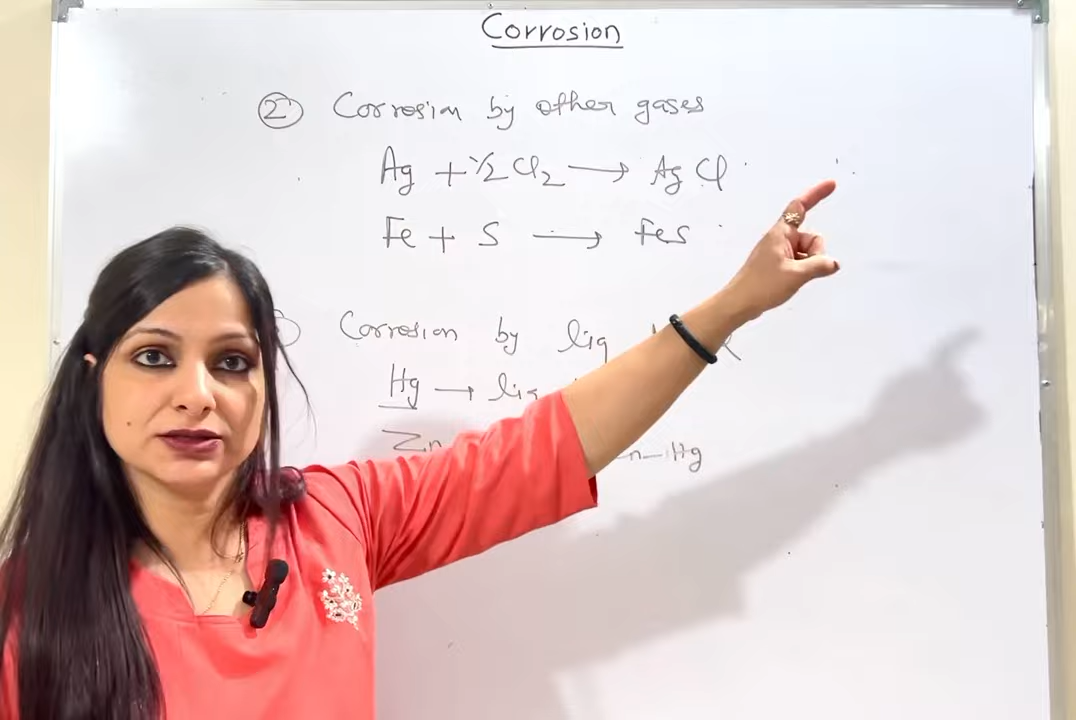 Corrosion
② Corrosion by other gases
Ag + ½ Cl₂ ⟶ AgCl
Fe + S ⟶ FeS
Corrosion by liq
Hg → liq
Zn n–Hg